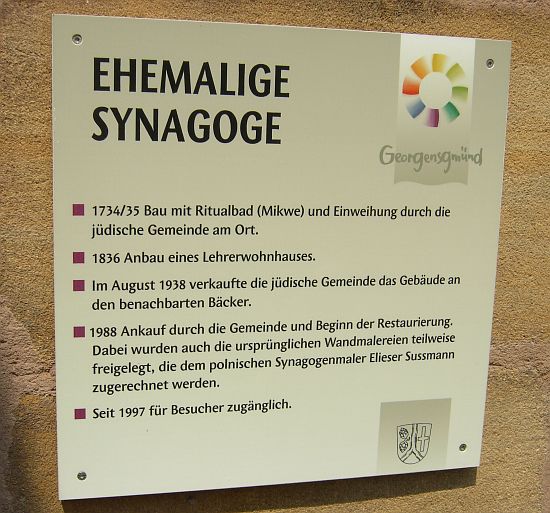 EHEMALIGE
SYNAGOGE
Georgensgmünd
1734/35 Bau mit Ritualbad (Mikwe) und Einweihung durch die
jüdische Gemeinde am Ort.
1836 Anbau eines Lehrerwohnhauses.
Im August 1938 verkaufte die jüdische Gemeinde das Gebäude an
den benachbarten Bäcker.
1988 Ankauf durch die Gemeinde und Beginn der Restaurierung.
Dabei wurden auch die ursprünglichen Wandmalereien teilweise
freigelegt, die dem polnischen Synagogenmaler Elieser Sussmann
zugerechnet werden.
Seit 1997 für Besucher zugänglich.